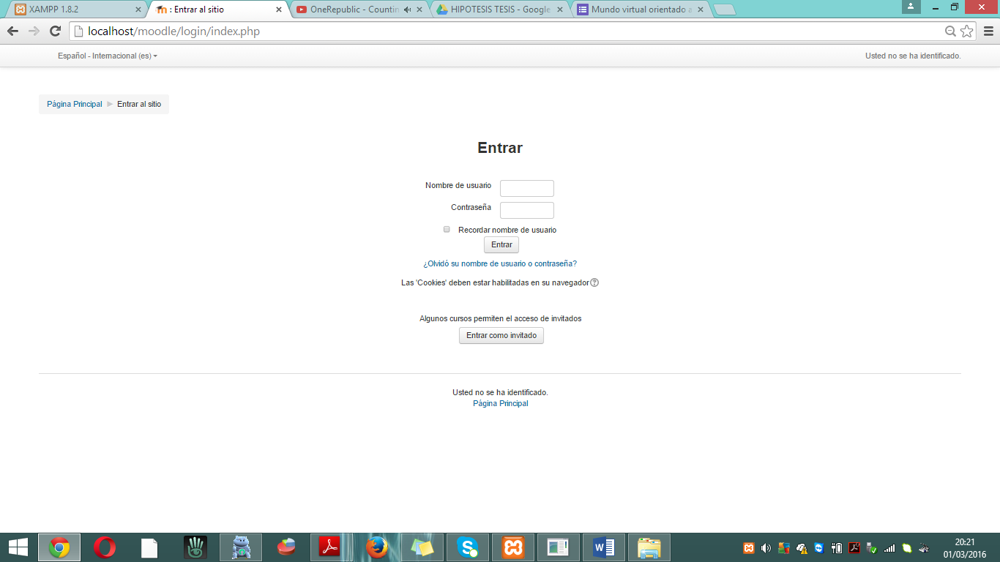 XAMPP 1.8.2
: Entrar al sitio
OneRepublic - Countin
HIPOTESIS TESIS - Google
Mundo virtual orientado a
localhost/moodle/login/index.php
Español - Internacional (es)
Usted no se ha identificado.
Página Principal ► Entrar al sitio
Entrar
Nombre de usuario
Contraseña
Recordar nombre de usuario
Entrar
¿Olvidó su nombre de usuario o contraseña?
Las 'Cookies' deben estar habilitadas en su navegador
Algunos cursos permiten el acceso de invitados
Entrar como invitado
Usted no se ha identificado.
Página Principal
20:21
01/03/2016